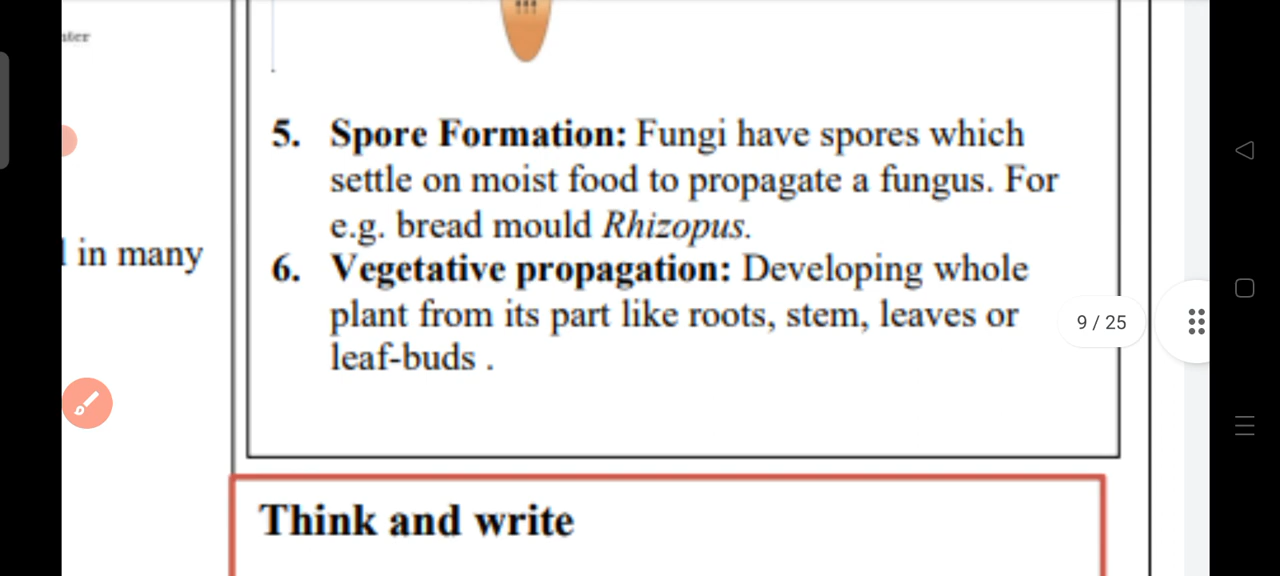 5. Spore Formation: Fungi have spores which
settle on moist food to propagate a fungus. For
e.g. bread mould Rhizopus.
in many
6. Vegetative propagation: Developing whole
plant from its part like roots, stem, leaves or
leaf-buds .
9 / 25
Think and write